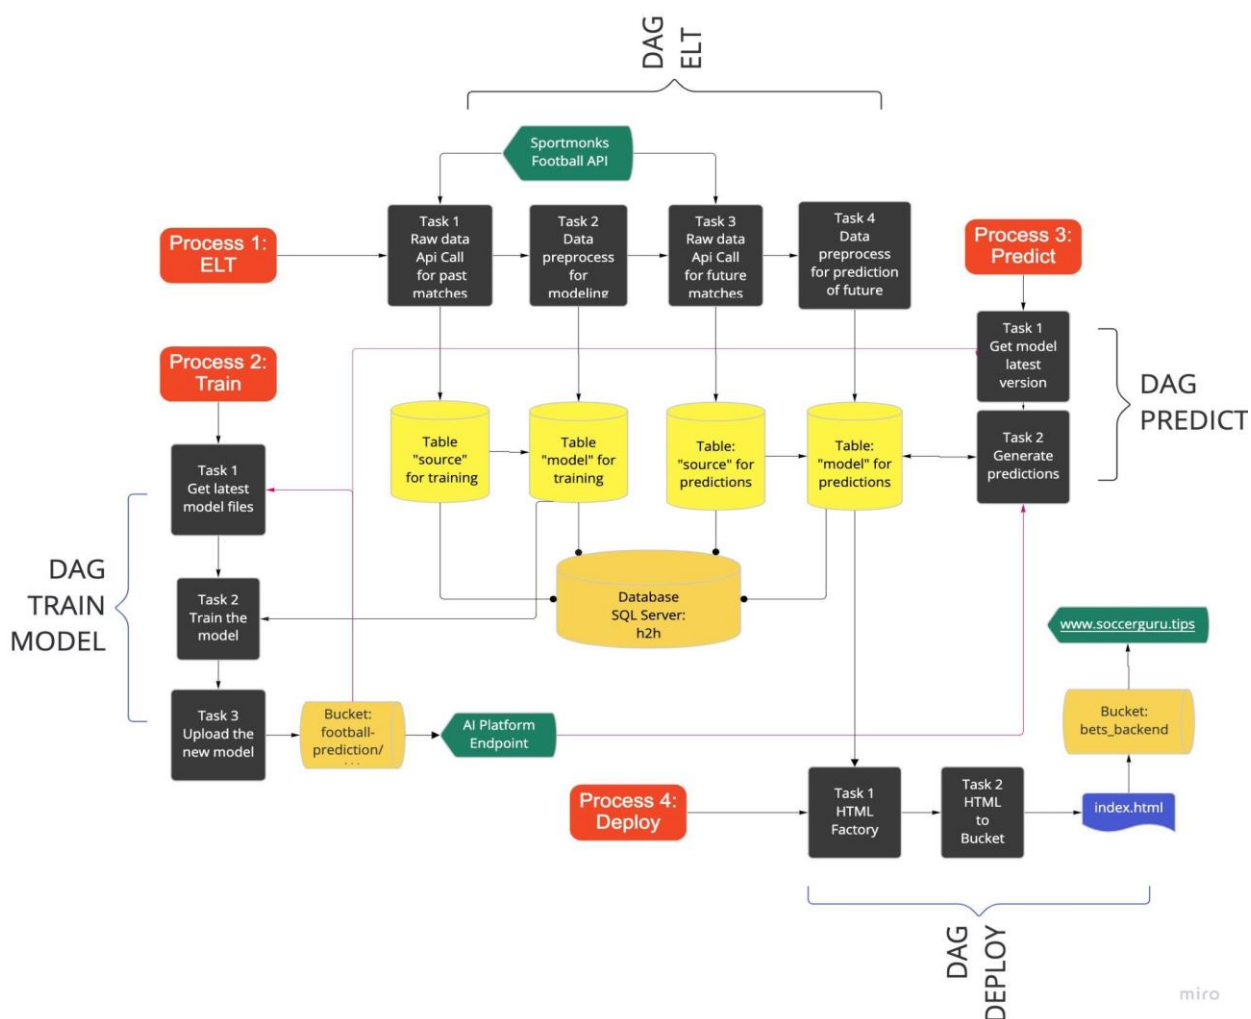 DAG
ELT
Sportmonks
Football API
Process 1:
ELT
Task 1
Raw data
Api Call
for past
matches
Task 2
Data
preprocess
for
modeling
Task 3
Raw data
Api Call
for future
matches
Task 4
Data
preprocess
for prediction
of future
Process 3:
Predict
Task 1
Get model
latest
version
Task 2
Generate
predictions
DAG
PREDICT
Process 2:
Train
Task 1
Get latest
model files
Task 2
Train the
model
Task 3
Upload the
new model
DAG
TRAIN
MODEL
Table
"source" for
for training
Table
"model" for
training
Table:
"source" for
predictions
Table:
"model" for
predictions
Database
SQL Server:
h2h
Bucket:
football-
prediction/
. . .
AI Platform
Endpoint
www.soccerguru.tips
Bucket:
bets_backend
index.html
Process 4:
Deploy
Task 1
HTML
Factory
Task 2
HTML
to
Bucket
DAG
DEPLOY
miro